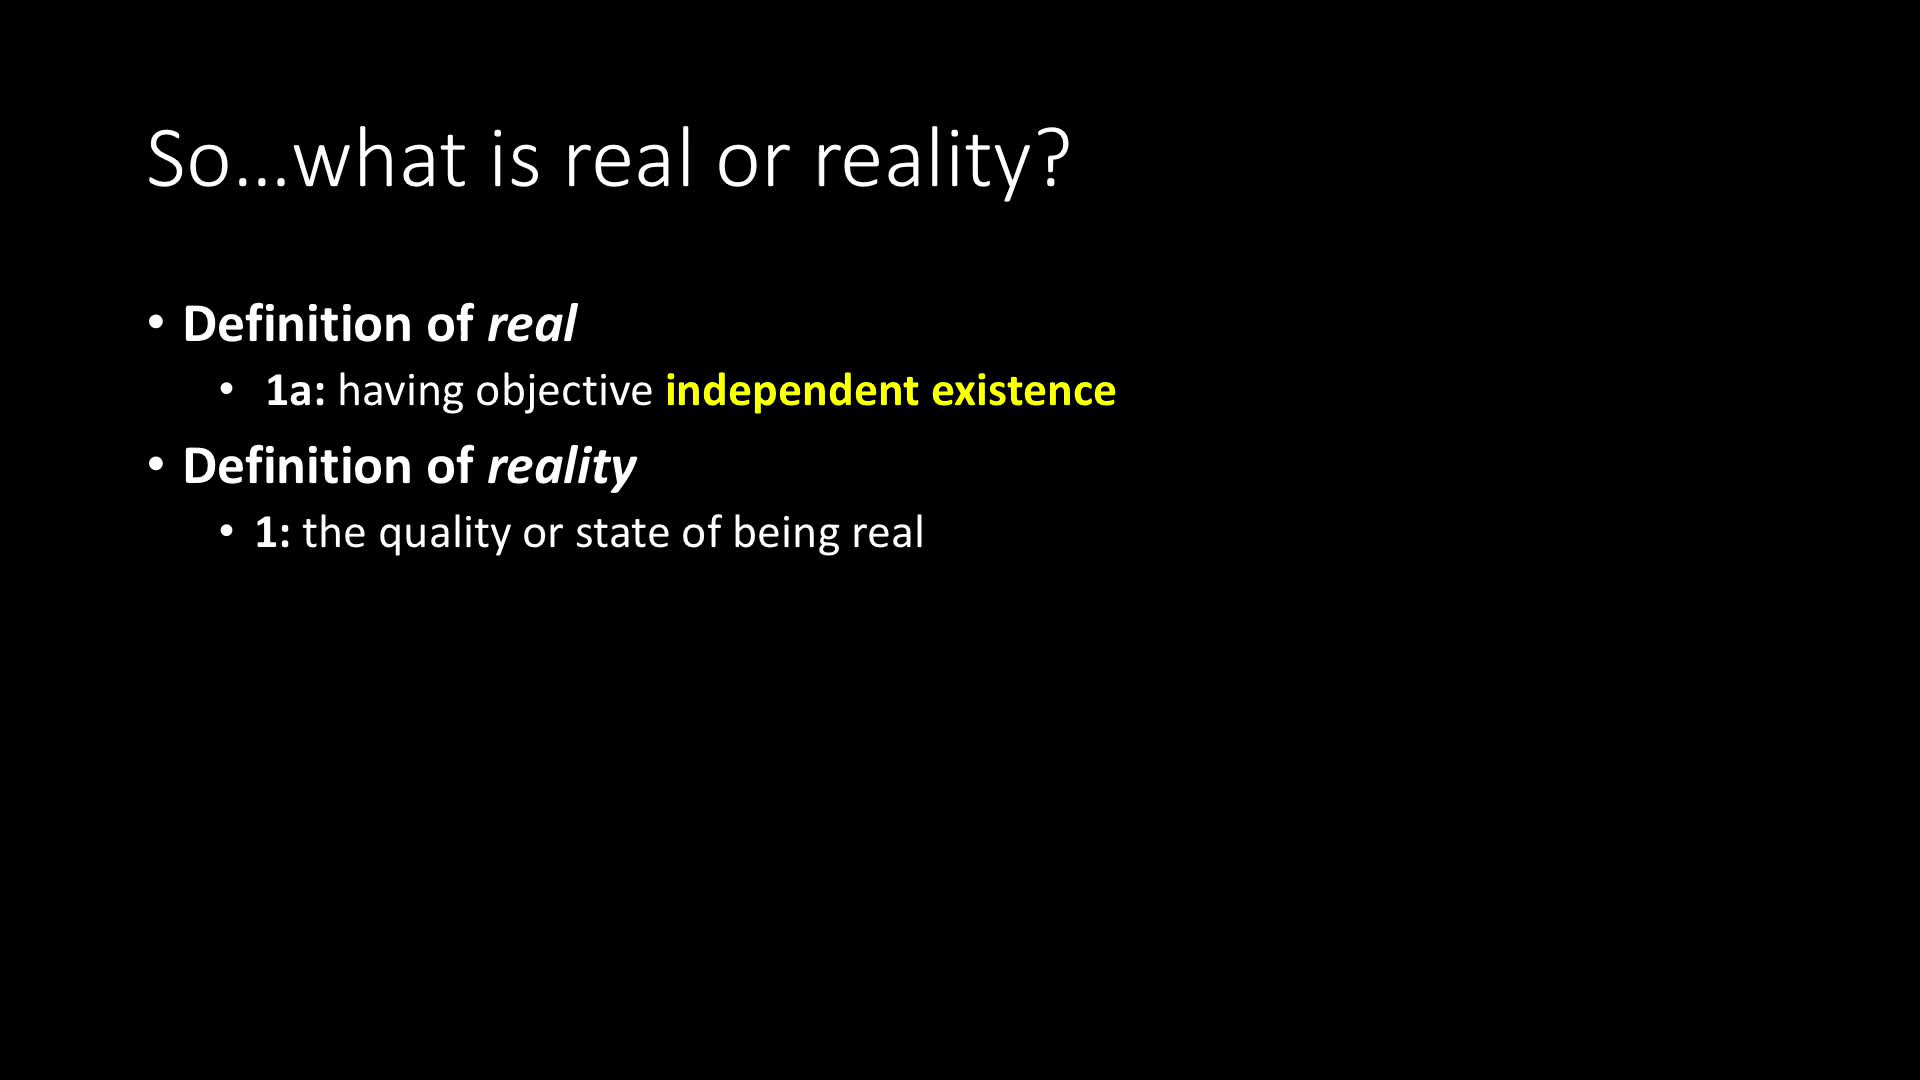 So…what is real or reality?
• Definition of real
• 1a: having objective independent existence
• Definition of reality
• 1: the quality or state of being real